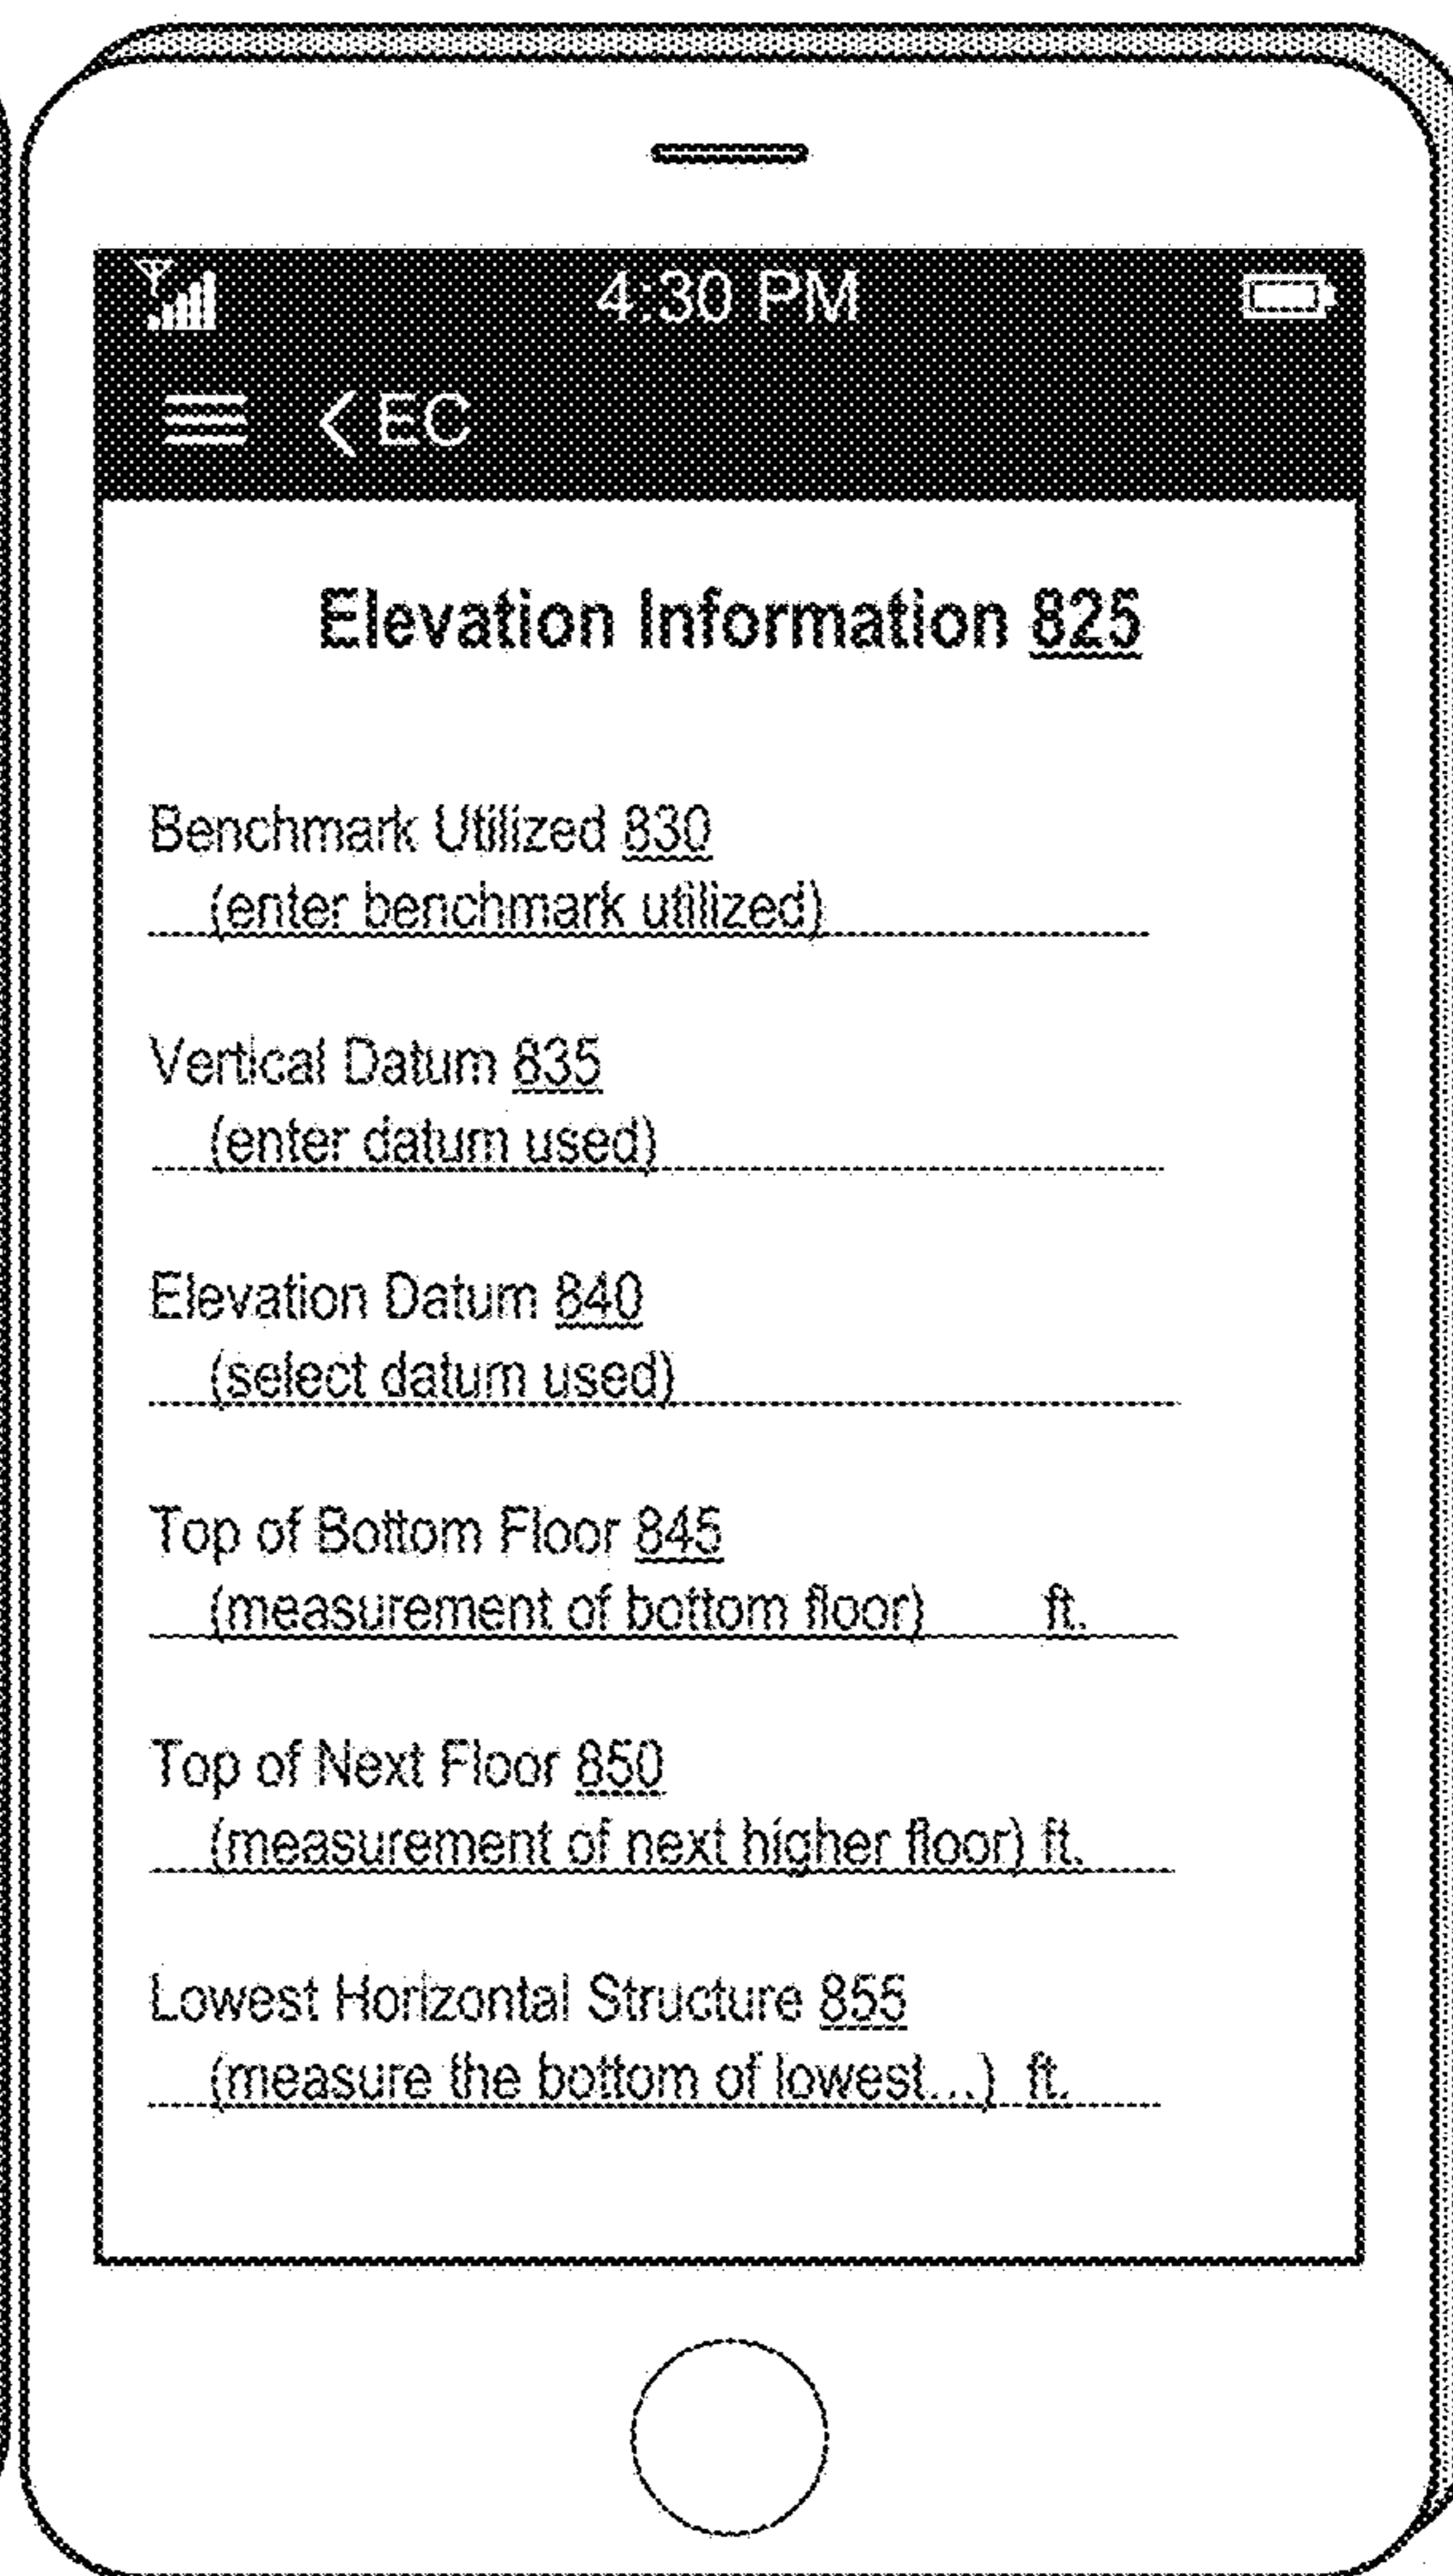 4:30 PM
< EC
Elevation Information 825
Benchmark Utilized 830
(enter benchmark utilized)
Vertical Datum 835
(enter datum used)
Elevation Datum 840
(select datum used)
Top of Bottom Floor 845
(measurement of bottom floor) ft.
Top of Next Floor 850
(measurement of next higher floor) ft.
Lowest Horizontal Structure 855
(measure the bottom of lowest...) ft.